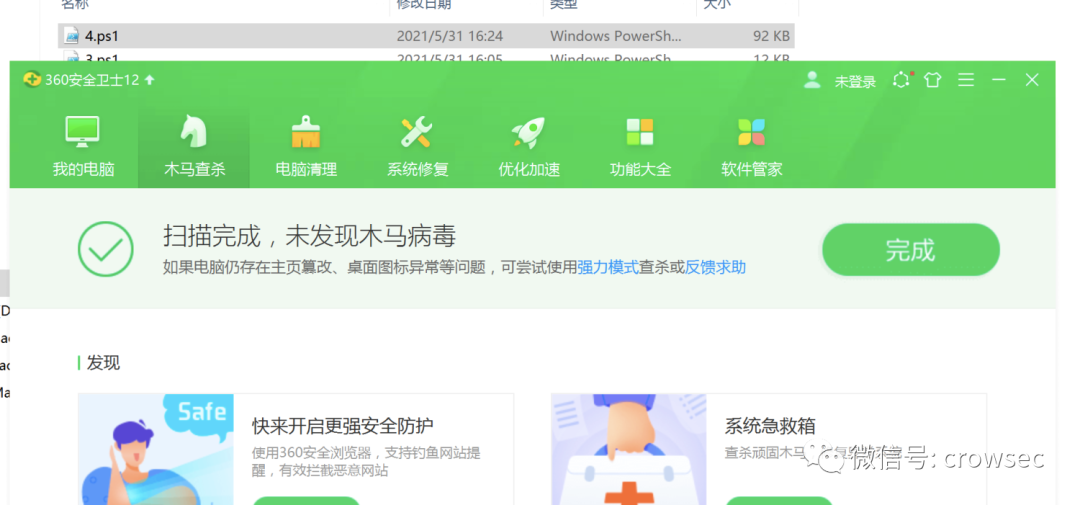 名称 修改日期 类型 大小
4.ps1 2021/5/31 16:24 Windows PowerSh... 92 KB
3.ps1 2021/5/31 16:05 Windows PowerSh... 12 KB
360安全卫士12 未登录
我的电脑 木马查杀 电脑清理 系统修复 优化加速 功能大全 软件管家
扫描完成，未发现木马病毒
如果电脑仍存在主页篡改、桌面图标异常等问题，可尝试使用强力模式查杀或反馈求助
完成
发现
Safe
快来开启更强安全防护
使用360安全浏览器，支持钓鱼网站提
醒，有效拦截恶意网站
系统急救箱
查杀顽固木马
微信号: crowsec